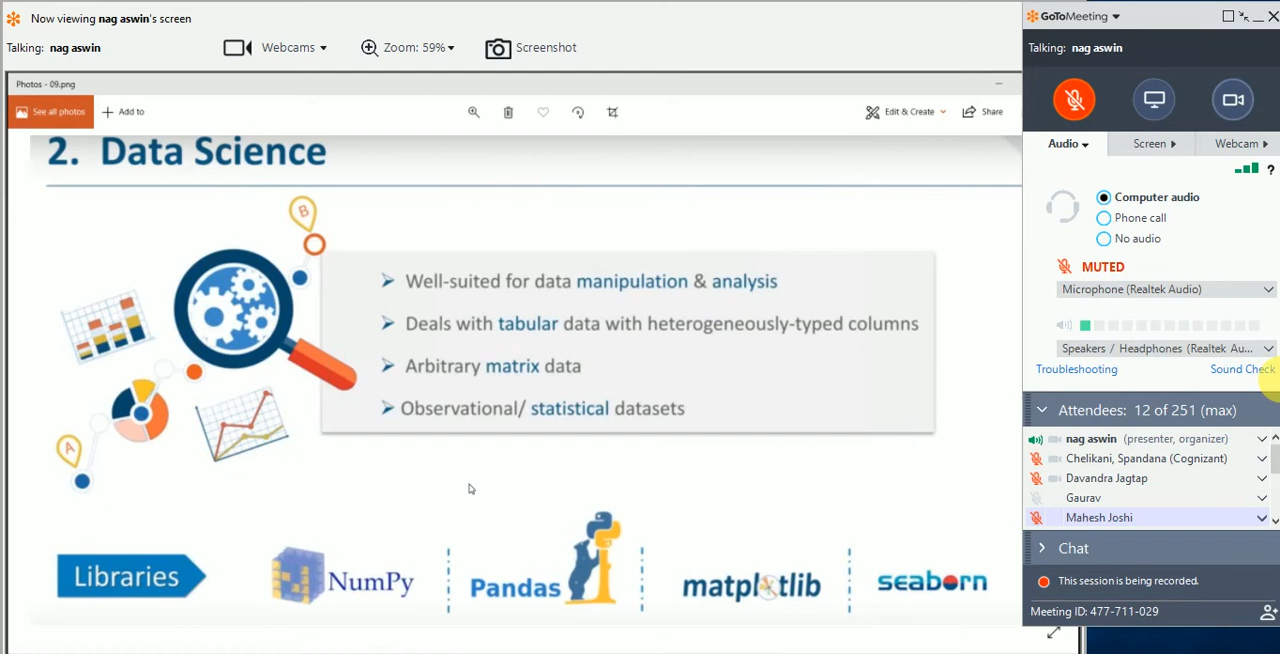 Now viewing nag aswin's screen
Talking: nag aswin
Webcams
Zoom: 59%
Screenshot
Photos - 09.png
See all photos
Add to
Edit & Create
Share
2. Data Science
B
A
Well-suited for data manipulation & analysis
Deals with tabular data with heterogeneously-typed columns
Arbitrary matrix data
Observational/ statistical datasets
Libraries
NumPy
Pandas
matplotlib
seaborn
GoToMeeting
Talking: nag aswin
Audio
Screen
Webcam
?
Computer audio
Phone call
No audio
MUTED
Microphone (Realtek Audio)
Speakers / Headphones (Realtek Au...
Troubleshooting
Sound Check
Attendees: 12 of 251 (max)
nag aswin (presenter, organizer)
Chelikani, Spandana (Cognizant)
Davandra Jagtap
Gaurav
Mahesh Joshi
Chat
This session is being recorded.
Meeting ID: 477-711-029